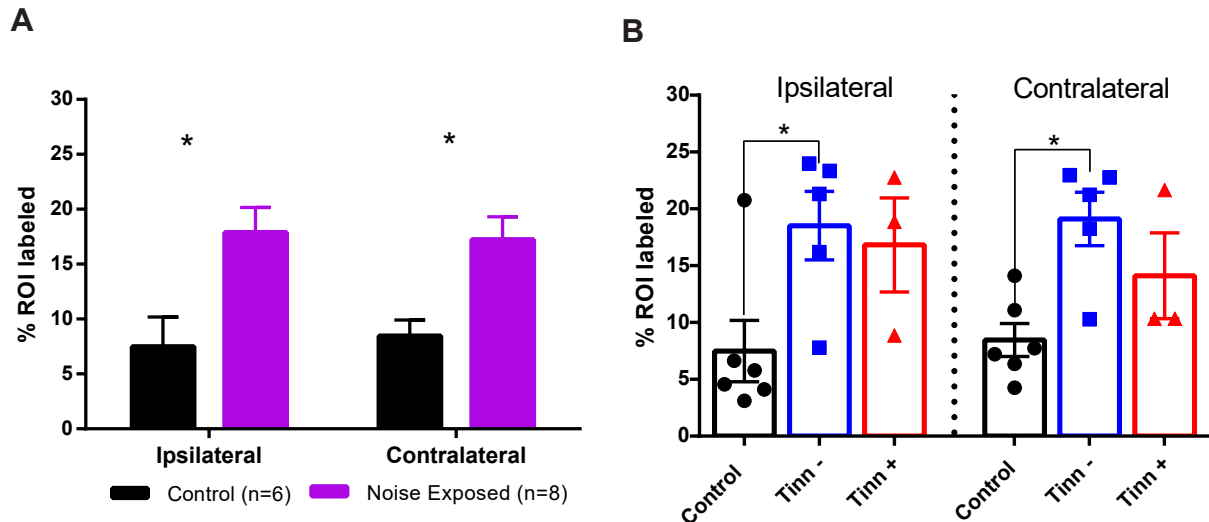 A
% ROI labeled
30
25
20
15
10
5
0
*
*
Ipsilateral
Contralateral
Control (n=6)
Noise Exposed (n=8)
B
% ROI labeled
30
25
20
15
10
5
0
Ipsilateral
Contralateral
*
*
Control
Tinn -
Tinn +
Control
Tinn -
Tinn +